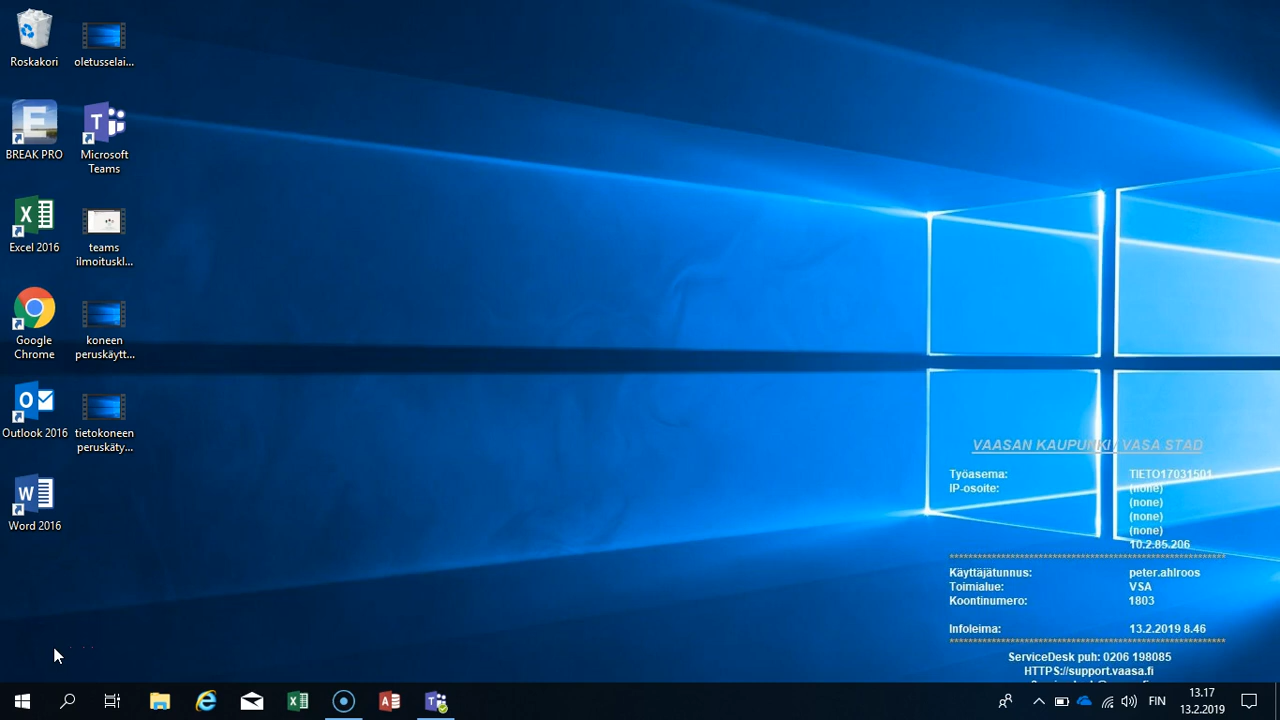 Roskakori
oletusselai...
BREAK PRO
Microsoft
Teams
Excel 2016
teams
ilmoituskl...
Google
Chrome
koneen
peruskäytt...
Outlook 2016
tietokoneen
peruskäty...
Word 2016
VAASAN KAUPUNKI / VASA STAD
Työasema: TIETO17031501
IP-osoite: (none)
(none)
(none)
(none)
10.2.85.206
Käyttäjätunnus: peter.ahlroos
Toimialue: VSA
Koontinumero: 1803
Infoleima: 13.2.2019 8.46
ServiceDesk puh: 0206 198085
HTTPS://support.vaasa.fi
FIN
13.17
13.2.2019